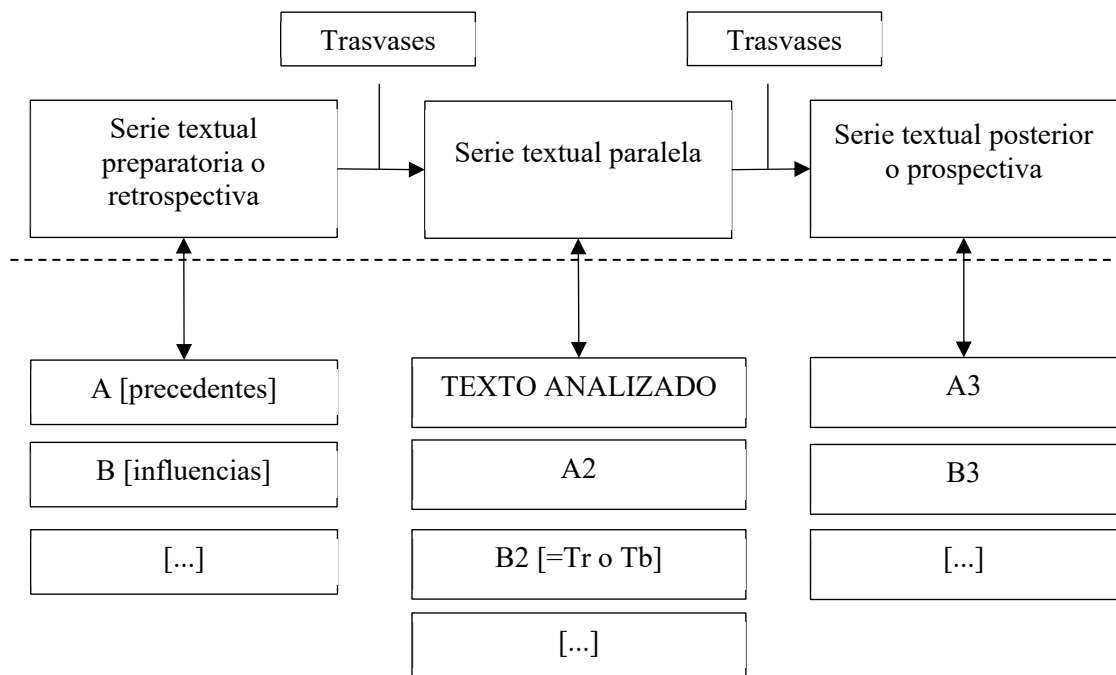 Trasvases
Trasvases
Serie textual
preparatoria o
retrospectiva
Serie textual paralela
Serie textual posterior
o prospectiva
A [precedentes]
TEXTO ANALIZADO
A3
B [influencias]
A2
B3
[...]
B2 [=Tr o Tb]
[...]
[...]